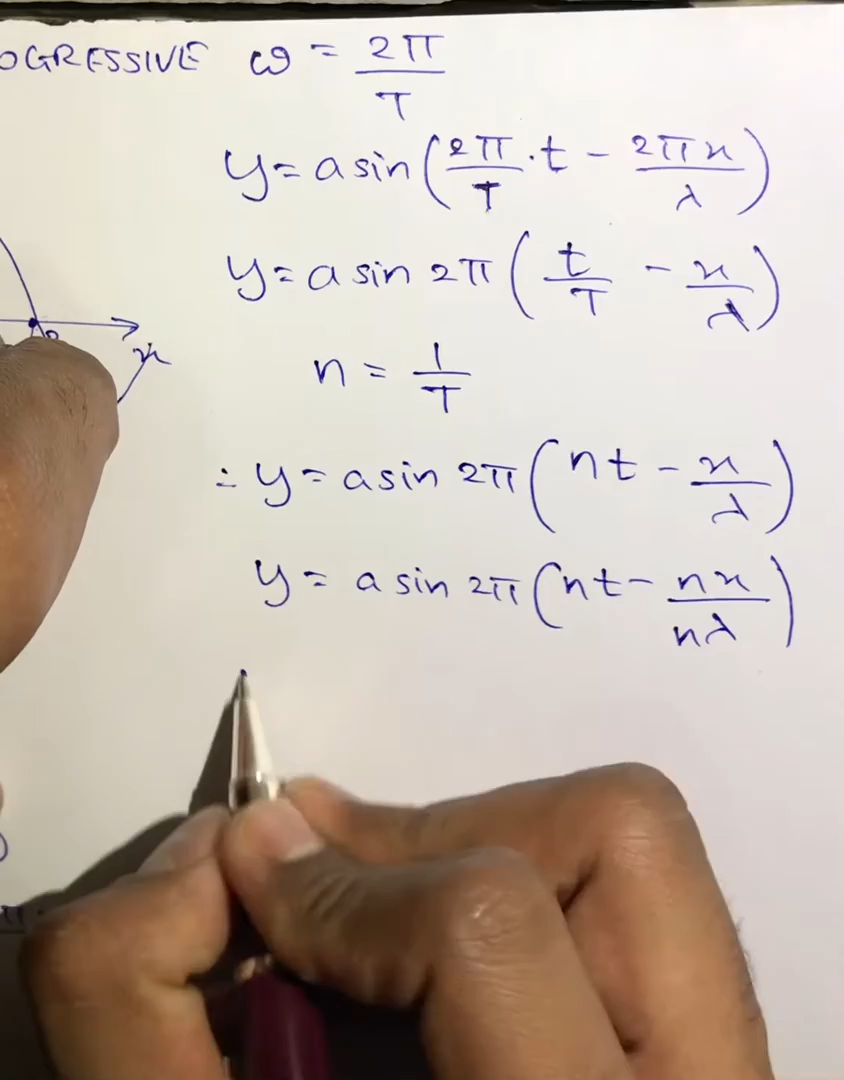 OGRESSIVE ω = 2π/T
y = a sin (2π/T · t − 2πx/λ)
y = a sin 2π (t/T − x/λ)
x
n = 1/T
∴ y = a sin 2π (nt − x/λ)
y = a sin 2π (nt − nx/nλ)